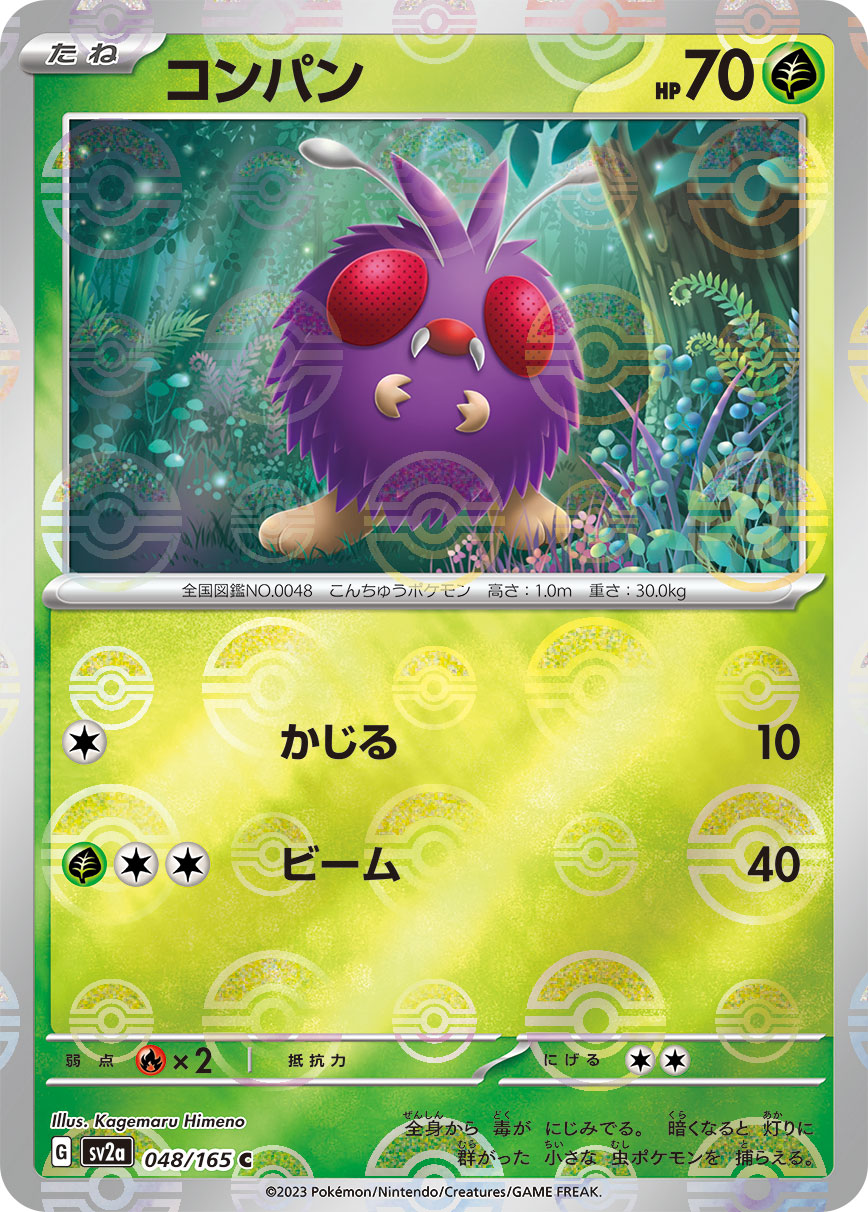 たね
コンパン
HP70
全国図鑑NO.0048 こんちゅうポケモン 高さ：1.0m 重さ：30.0kg
かじる 10
ビーム 40
弱点 ×2 抵抗力 にげる
Illus. Kagemaru Himeno
G sv2a 048/165 C
全身から 毒が にじみでる。 暗くなると 灯りに
群がった 小さな 虫ポケモンを 捕らえる。
©2023 Pokémon/Nintendo/Creatures/GAME FREAK.